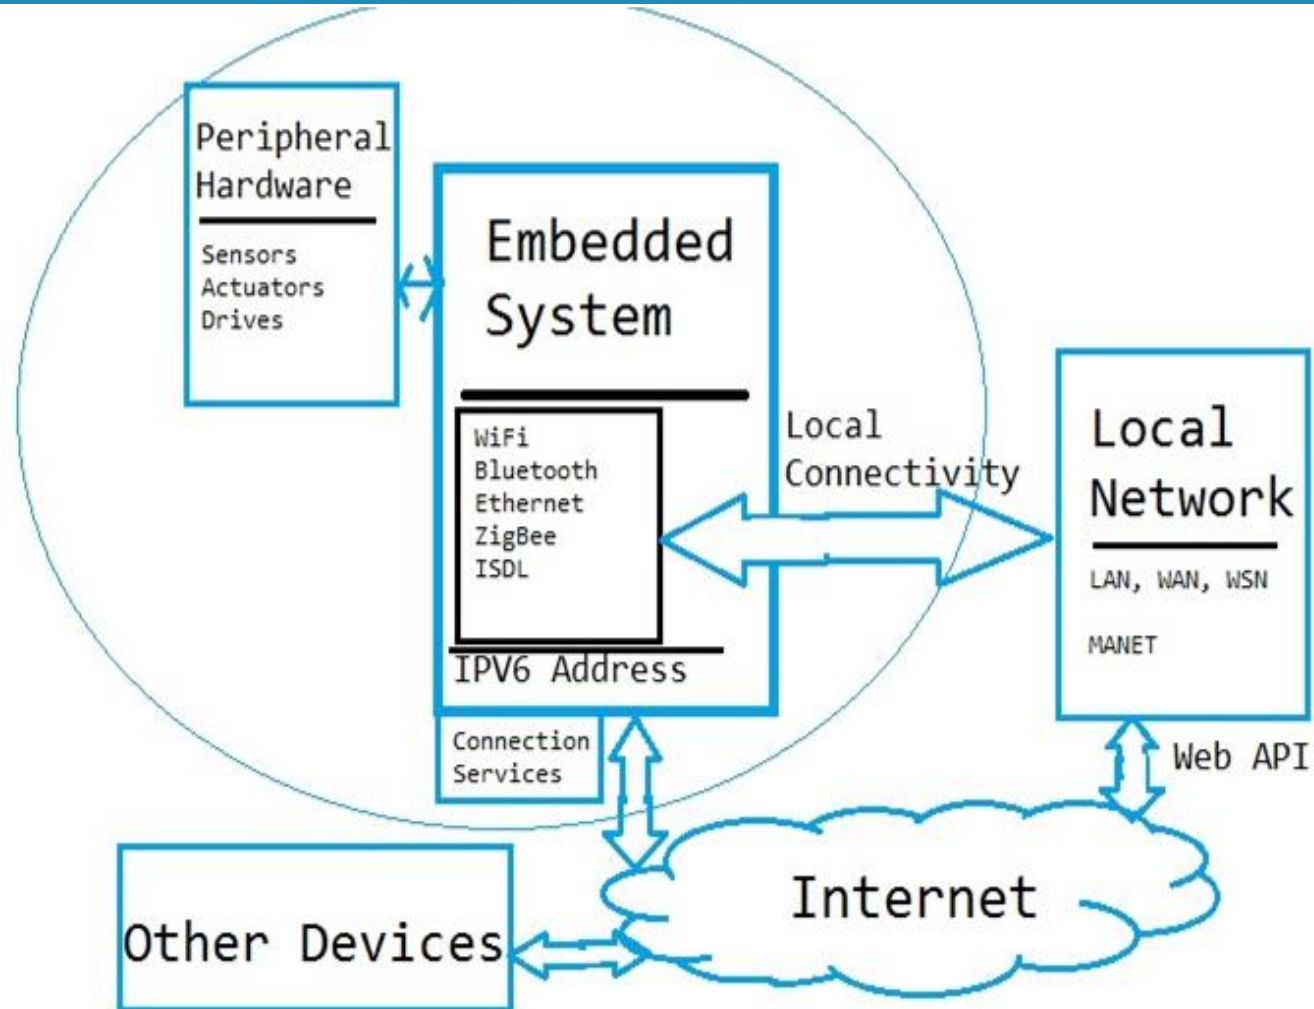 Peripheral
Hardware
Sensors
Actuators
Drives
Embedded
System
WiFi
Bluetooth
Ethernet
ZigBee
ISDL
IPV6 Address
Connection
Services
Local
Connectivity
Local
Network
LAN, WAN, WSN
MANET
Web API
Internet
Other Devices